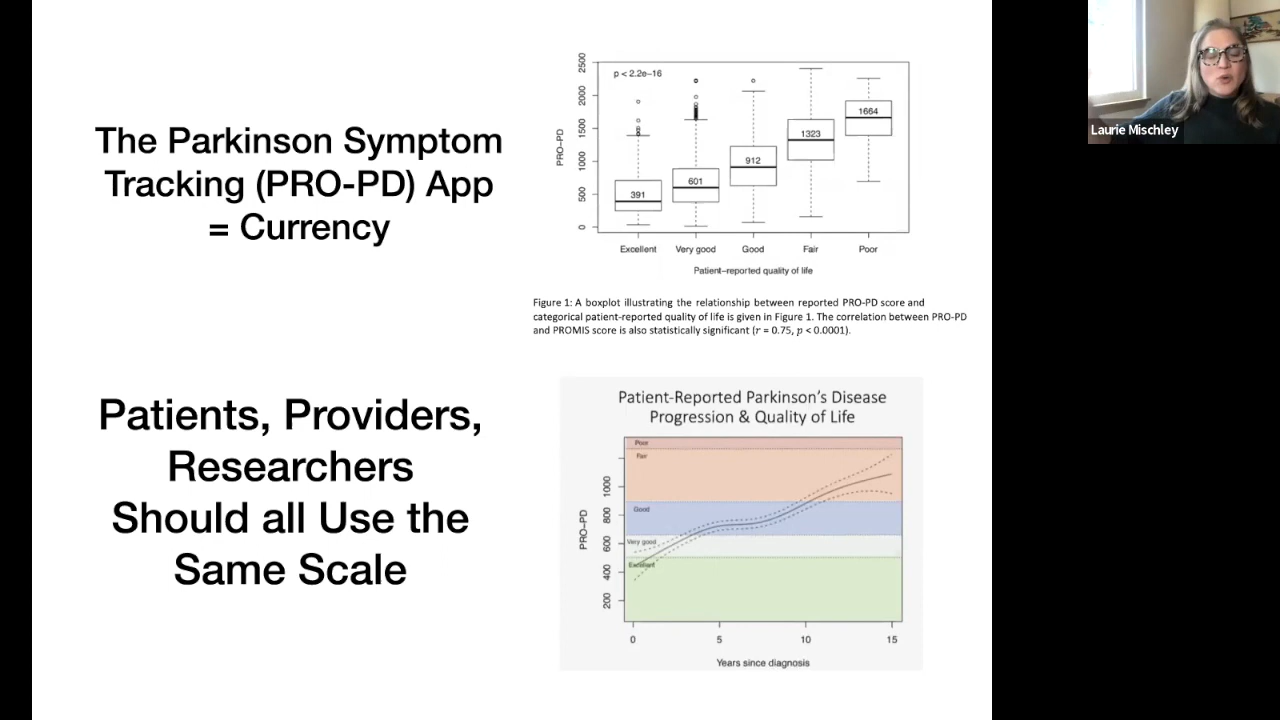 The Parkinson Symptom
Tracking (PRO-PD) App
= Currency
Patients, Providers,
Researchers
Should all Use the
Same Scale
p < 2.2e−16
PRO−PD
2500
2000
1500
1000
500
0
391
601
912
1323
1664
Excellent
Very good
Good
Fair
Poor
Patient−reported quality of life
Figure 1: A boxplot illustrating the relationship between reported PRO-PD score and
categorical patient-reported quality of life is given in Figure 1. The correlation between PRO-PD
and PROMIS score is also statistically significant (r = 0.75, p < 0.0001).
Patient-Reported Parkinson's Disease
Progression & Quality of Life
PRO−PD
1000
800
600
400
200
Poor
Fair
Good
Very good
Excellent
0
5
10
15
Years since diagnosis
Laurie Mischley